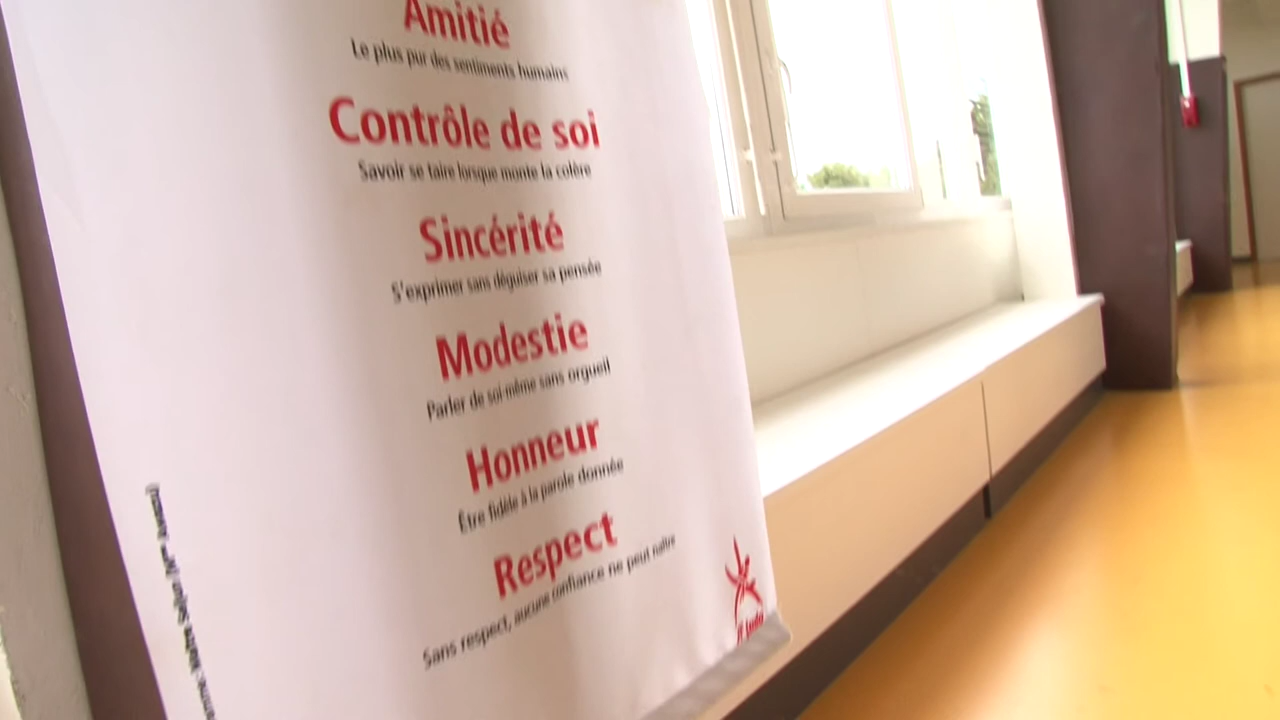 Amitié
Le plus pur des sentiments humains
Contrôle de soi
Savoir se taire lorsque monte la colère
Sincérité
S'exprimer sans déguiser sa pensée
Modestie
Parler de soi-même sans orgueil
Honneur
Être fidèle à la parole donnée
Respect
Sans respect, aucune confiance ne peut naître